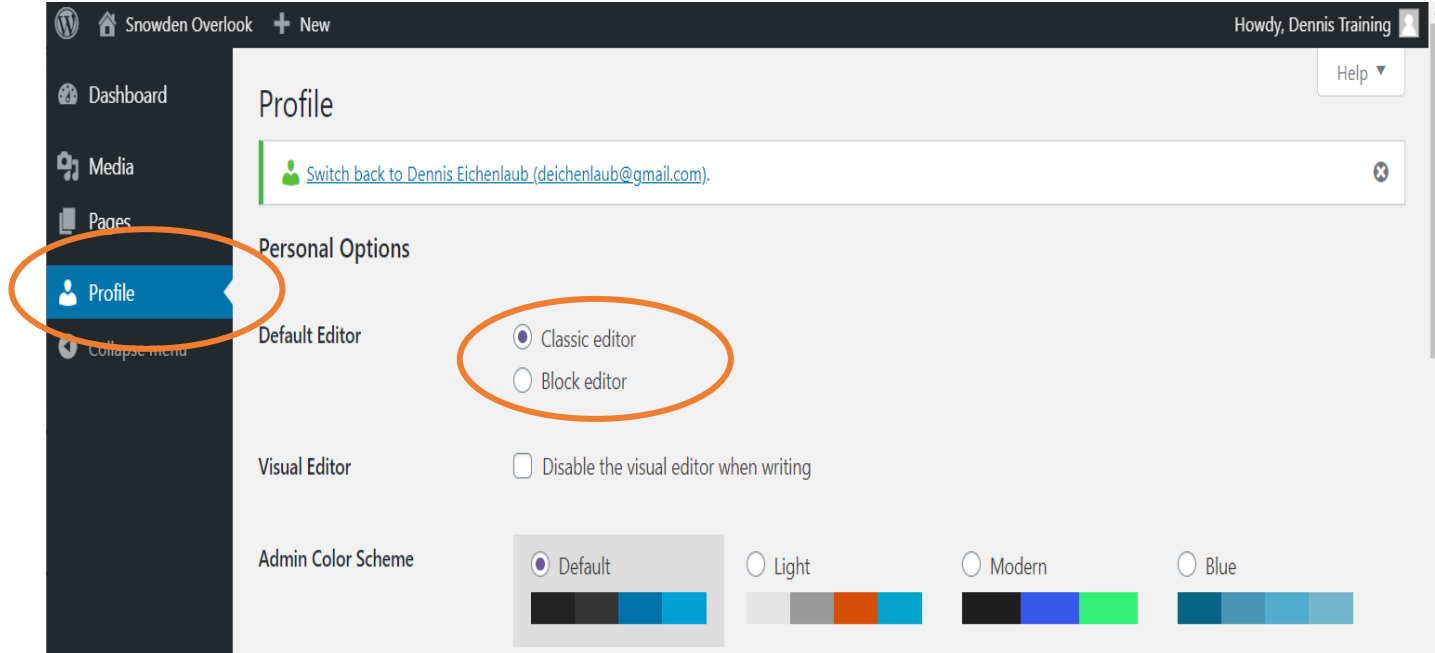 Snowden Overlook New Howdy, Dennis Training
Help
Dashboard
Profile
Media
Switch back to Dennis Eichenlaub (deichenlaub@gmail.com).
Pages
Personal Options
Profile
Default Editor Classic editor
Collapse menu
Block editor
Visual Editor Disable the visual editor when writing
Admin Color Scheme Default Light Modern Blue